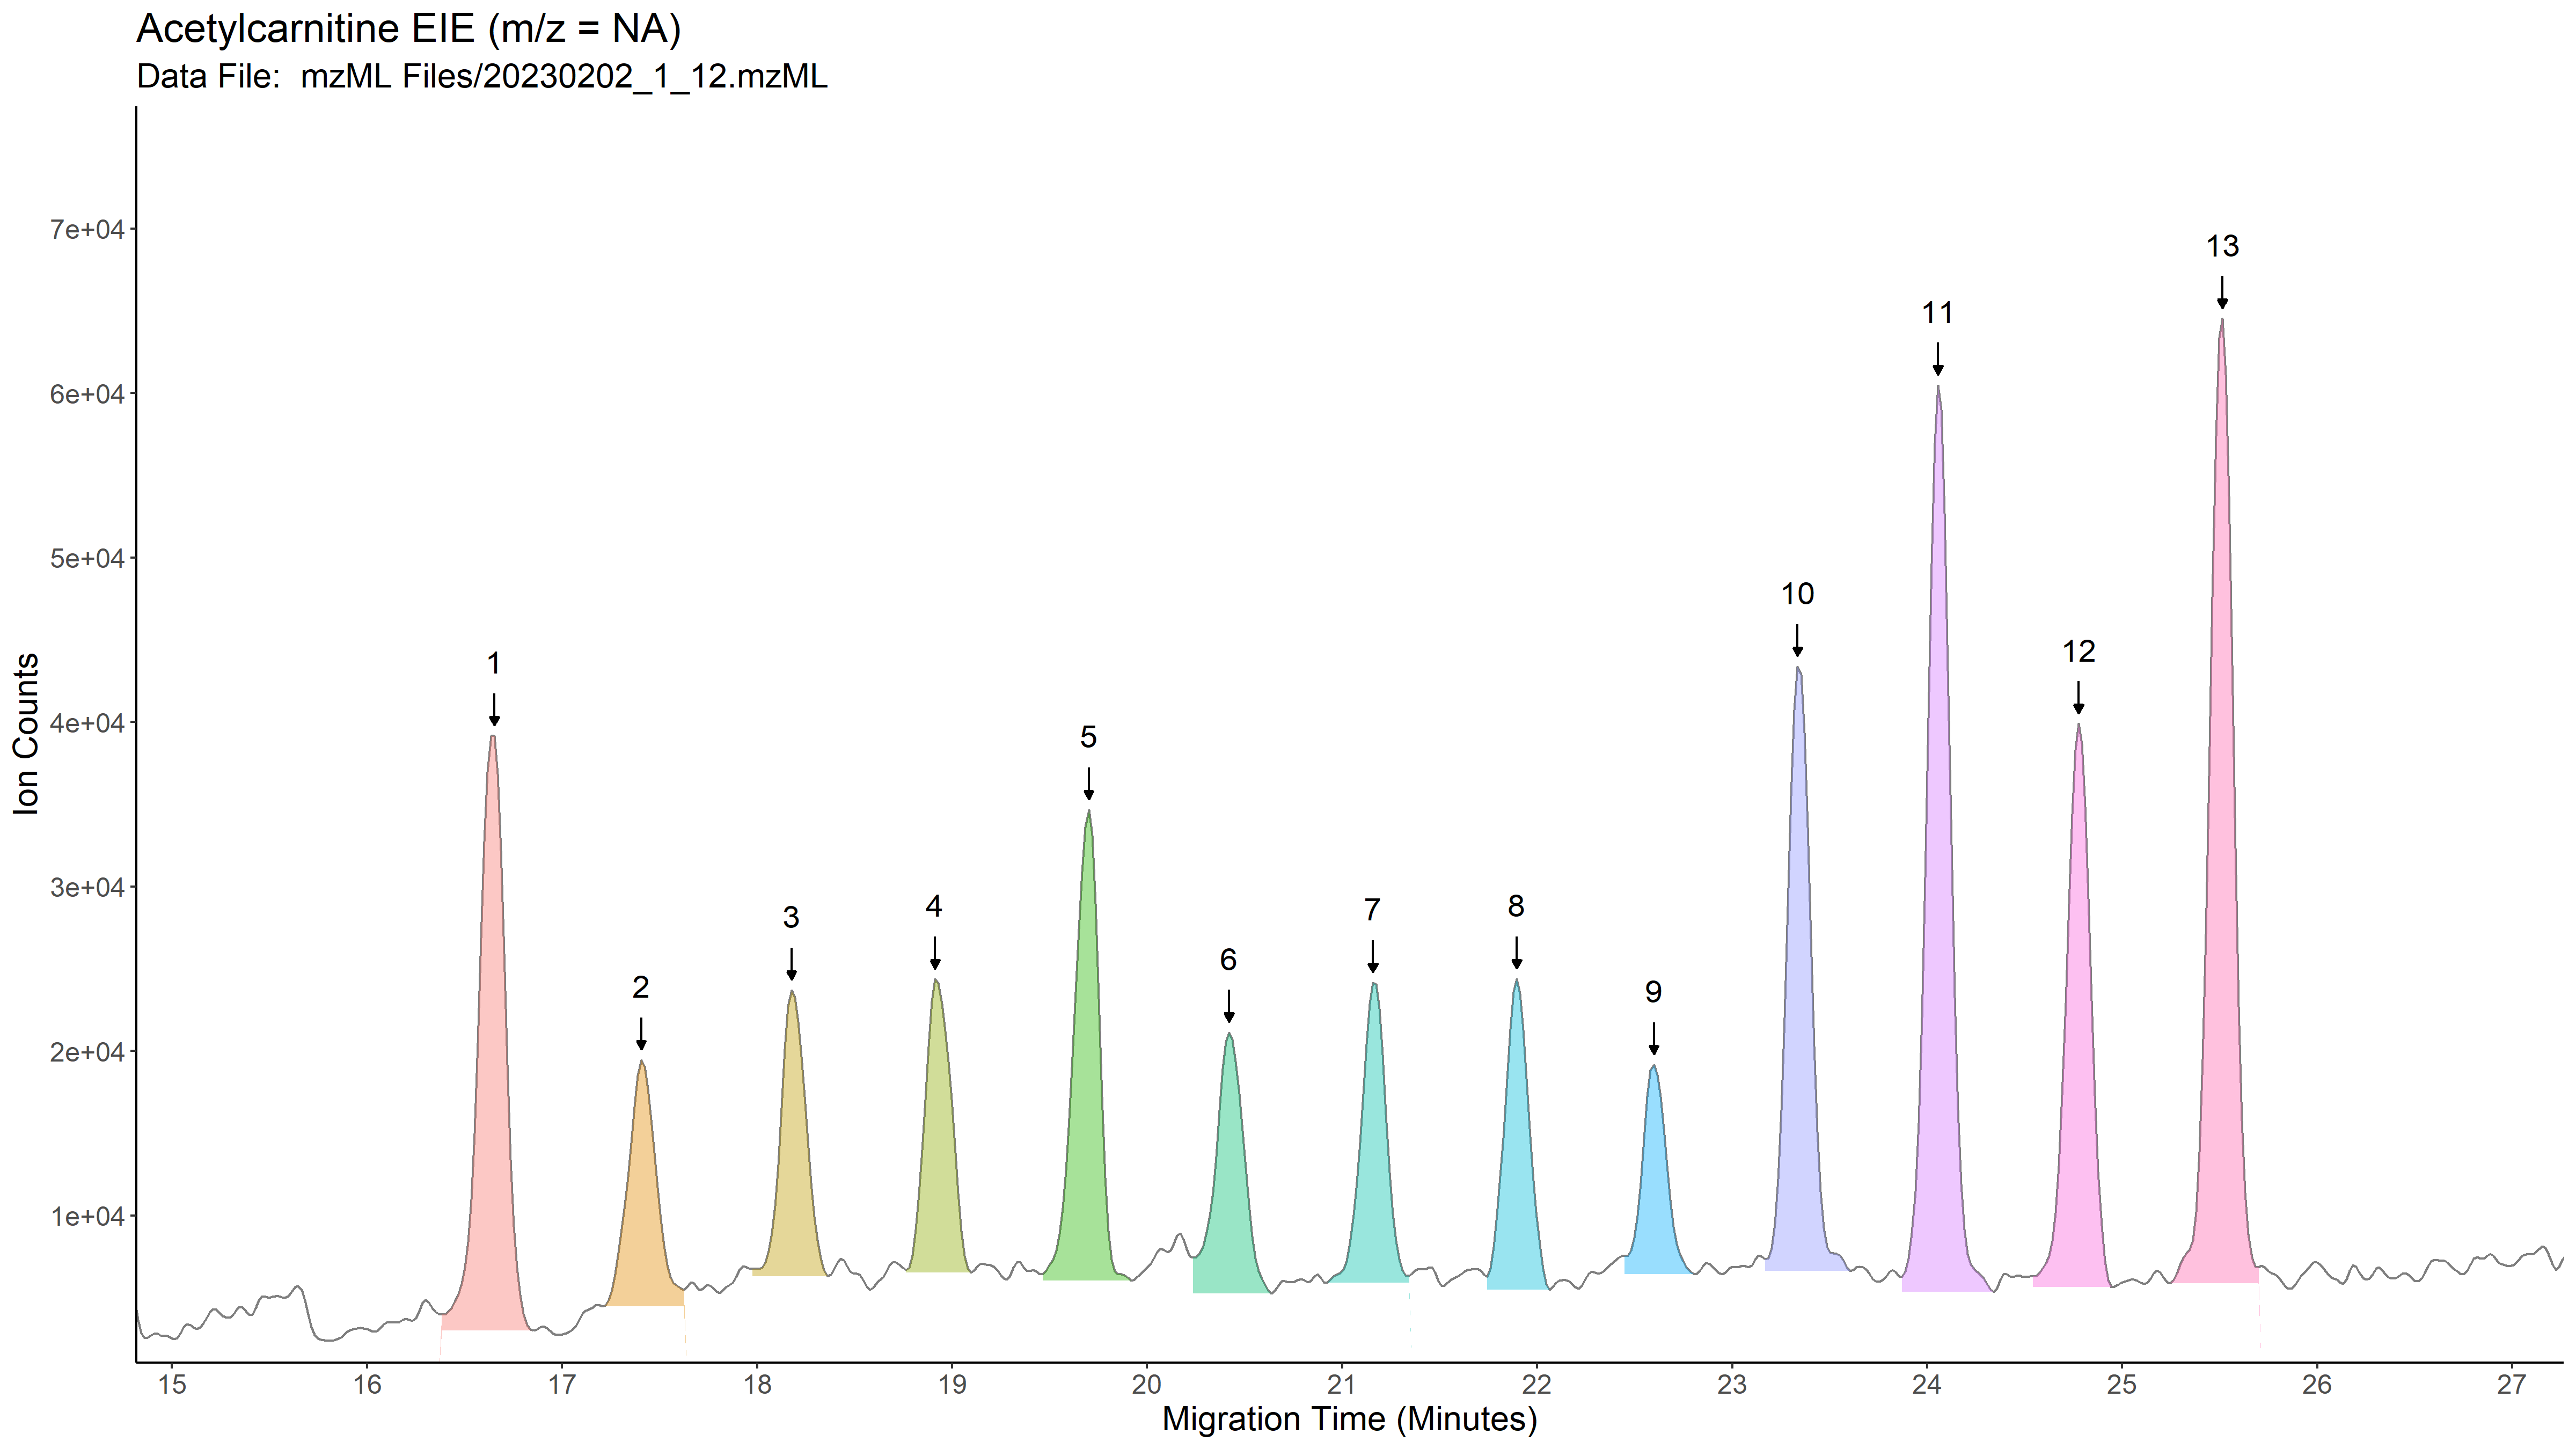 Acetylcarnitine EIE (m/z = NA)
Data File:  mzML Files/20230202_1_12.mzML
7e+04
6e+04
5e+04
4e+04
3e+04
2e+04
1e+04
Ion Counts
1
2
3
4
5
6
7
8
9
10
11
12
13
15 16 17 18 19 20 21 22 23 24 25 26 27
Migration Time (Minutes)